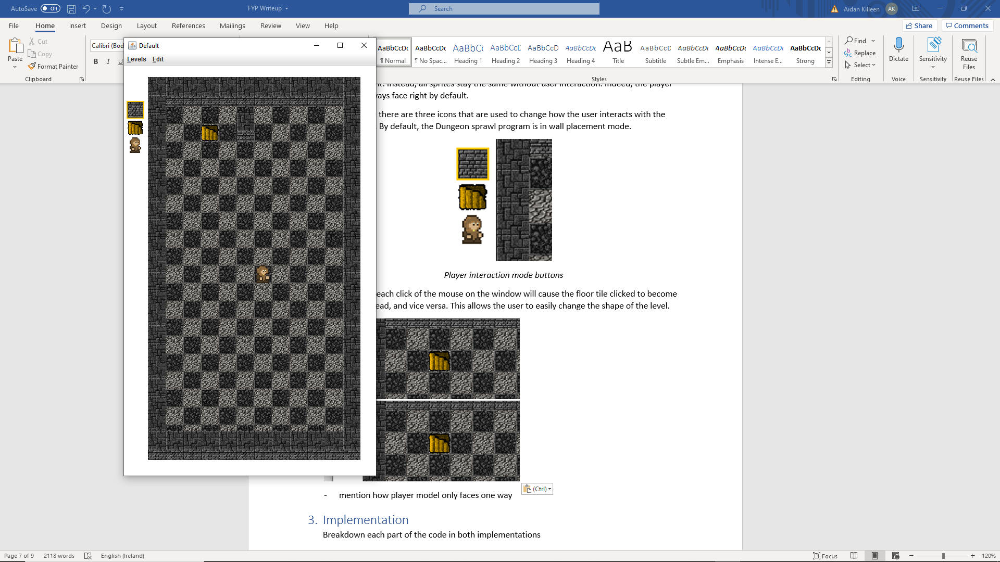 AutoSave Off FYP Writeup Search Aidan Killeen AK
File Home Insert Design Layout References Mailings Review View Help Share Comments
Paste Cut Copy Format Painter
Clipboard
Calibri (Bod
B I U
AaBbCcDc AaBbCcDc AaBbCc AaBbCcD AaBbCcD AaBbCcDc AaB AaBbCcD AaBbCcDc AaBbCcDc AaBbCcDc AaBbCcDc
¶ Normal ¶ No Spac... Heading 1 Heading 2 Heading 3 Heading 4 Title Subtitle Subtle Em... Emphasis Intense E... Strong
Styles
Find
Replace
Select
Editing
Dictate
Voice
Sensitivity
Sensitivity
Reuse Files
Reuse Files
Default
Levels Edit
t. Instead, all sprites stay the same without user interaction. Indeed, the player
ays face right by default.
there are three icons that are used to change how the user interacts with the
. By default, the Dungeon sprawl program is in wall placement mode.
Player interaction mode buttons
each click of the mouse on the window will cause the floor tile clicked to become
ead, and vice versa. This allows the user to easily change the shape of the level.
(Ctrl)
- mention how player model only faces one way
3. Implementation
Breakdown each part of the code in both implementations
Page 7 of 9 2118 words English (Ireland) Focus 120%